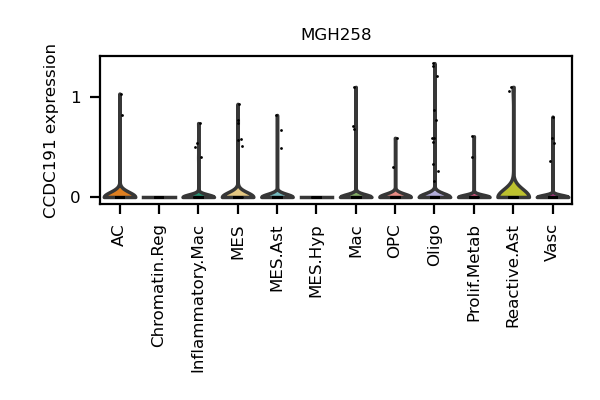 MGH258
CCDC191 expression
1
0
AC
Chromatin.Reg
Inflammatory.Mac
MES
MES.Ast
MES.Hyp
Mac
OPC
Oligo
Prolif.Metab
Reactive.Ast
Vasc